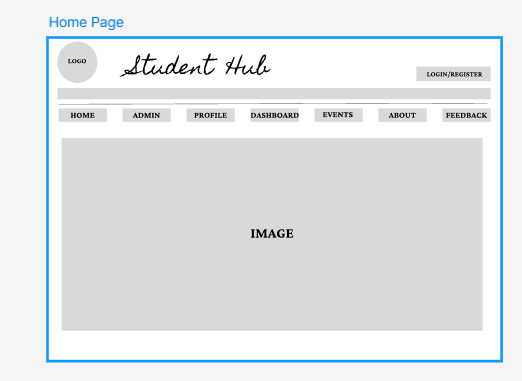 Home Page
LOGO
Student Hub
LOGIN/REGISTER
HOME ADMIN PROFILE DASHBOARD EVENTS ABOUT FEEDBACK
IMAGE